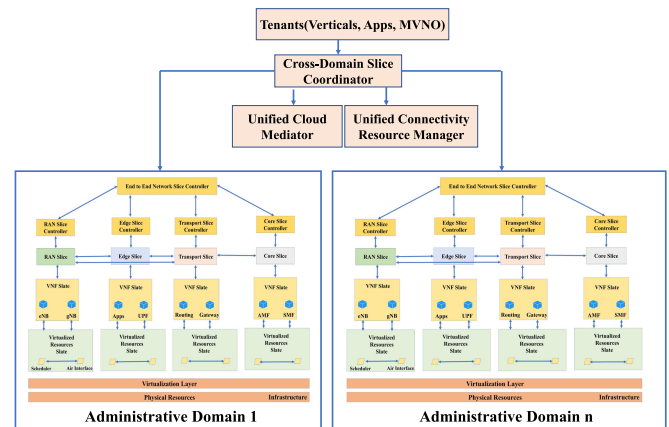 Tenants(Verticals, Apps, MVNO)
Cross-Domain Slice
Coordinator
Unified Cloud
Mediator
Unified Connectivity
Resource Manager
End to End Network Slice Controller
RAN Slice
Controller
Edge Slice
Controller
Transport Slice
Controller
Core Slice
Controller
RAN Slice
Edge Slice
Transport Slice
Core Slice
VNF Slate
VNF Slate
VNF Slate
VNF Slate
eNB
gNB
Apps
UPF
Routing
Gateway
AMF
SMF
Virtualized
Resources
Slate
Virtualized
Resources
Slate
Virtualized
Resources
Slate
Virtualized
Resources
Slate
Scheduler
Air Interface
Virtualization Layer
Physical Resources
Infrastructure
Administrative Domain 1
End to End Network Slice Controller
RAN Slice
Controller
Edge Slice
Controller
Transport Slice
Controller
Core Slice
Controller
RAN Slice
Edge Slice
Transport Slice
Core Slice
VNF Slate
VNF Slate
VNF Slate
VNF Slate
eNB
gNB
Apps
UPF
Routing
Gateway
AMF
SMF
Virtualized
Resources
Slate
Virtualized
Resources
Slate
Virtualized
Resources
Slate
Virtualized
Resources
Slate
Scheduler
Air Interface
Virtualization Layer
Physical Resources
Infrastructure
Administrative Domain n